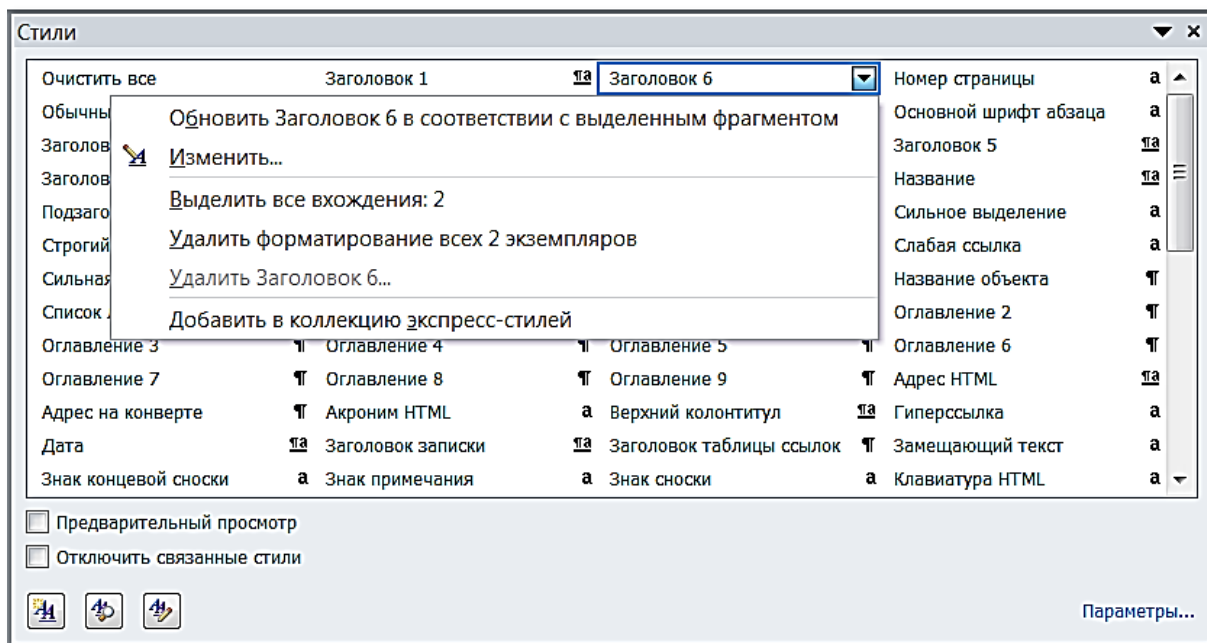 Стили
Очистить все Заголовок 1 ¶a Заголовок 6 Номер страницы a
Обычны Основной шрифт абзаца a
Обновить Заголовок 6 в соответствии с выделенным фрагментом
Заголов Заголовок 5 ¶a
Изменить...
Заголов Название ¶a
Выделить все вхождения: 2
Подзаго Сильное выделение a
Строгий Слабая ссылка a
Удалить форматирование всех 2 экземпляров
Сильная Название объекта ¶
Удалить Заголовок 6...
Список Оглавление 2 ¶
Добавить в коллекцию экспресс-стилей
Оглавление 3 ¶ Оглавление 4 ¶ Оглавление 5 ¶ Оглавление 6 ¶
Оглавление 7 ¶ Оглавление 8 ¶ Оглавление 9 ¶ Адрес HTML ¶a
Адрес на конверте ¶ Акроним HTML a Верхний колонтитул ¶a Гиперссылка a
Дата ¶a Заголовок записки ¶a Заголовок таблицы ссылок ¶ Замещающий текст a
Знак концевой сноски a Знак примечания a Знак сноски a Клавиатура HTML a
Предварительный просмотр
Отключить связанные стили
Параметры...